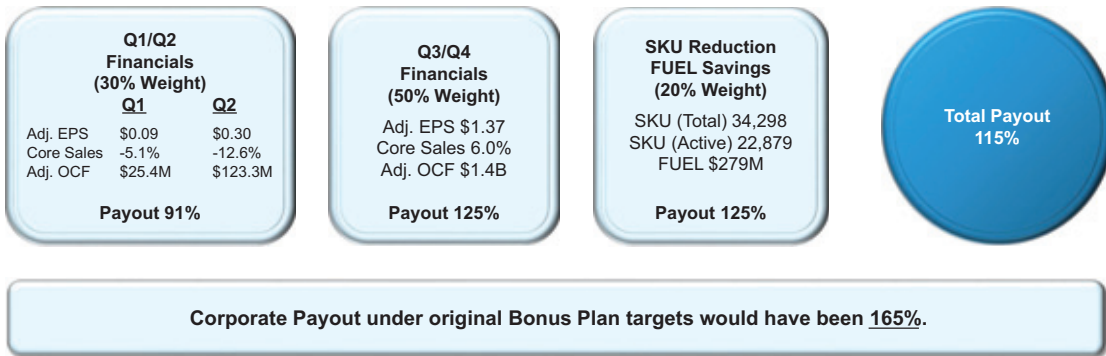 Q1/Q2
Financials
(30% Weight)
Q1 Q2
Adj. EPS $0.09 $0.30
Core Sales -5.1% -12.6%
Adj. OCF $25.4M $123.3M
Payout 91%
Q3/Q4
Financials
(50% Weight)
Adj. EPS $1.37
Core Sales 6.0%
Adj. OCF $1.4B
Payout 125%
SKU Reduction
FUEL Savings
(20% Weight)
SKU (Total) 34,298
SKU (Active) 22,879
FUEL $279M
Payout 125%
Total Payout
115%
Corporate Payout under original Bonus Plan targets would have been 165%.